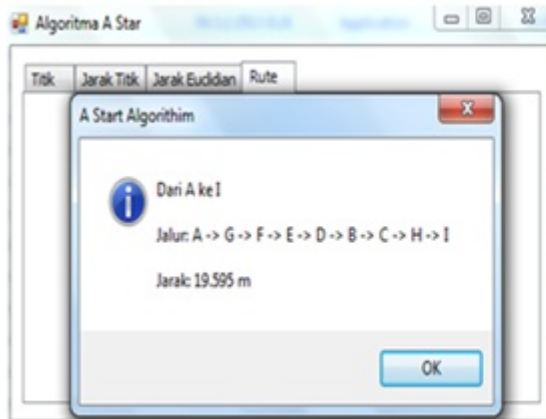 Algoritma A Star
Titik Jarak Titik Jarak Euclidian Rute
A Start Algorithim
Dari A ke I
Jalur: A -> G -> F -> E -> D -> B -> C -> H -> I
Jarak: 19.595 m
OK